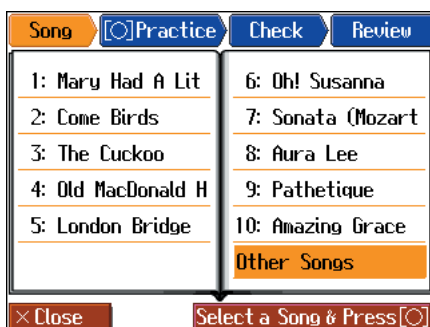 Song [○]Practice Check Review
1: Mary Had A Lit
2: Come Birds
3: The Cuckoo
4: Old MacDonald H
5: London Bridge
6: Oh! Susanna
7: Sonata (Mozart
8: Aura Lee
9: Pathetique
10: Amazing Grace
Other Songs
×Close
Select a Song & Press[○]